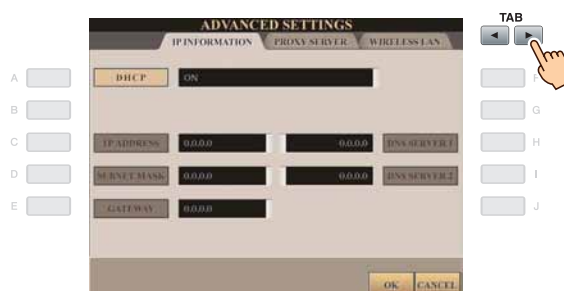 ADVANCED SETTINGS
TAB
IP INFORMATION PROXY SERVER WIRELESS LAN
A DHCP ON F
B G
C IP ADDRESS 0.0.0.0 0.0.0.0 DNS SERVER 1 H
D SUBNET MASK 0.0.0.0 0.0.0.0 DNS SERVER 2 I
E GATEWAY 0.0.0.0 J
OK CANCEL